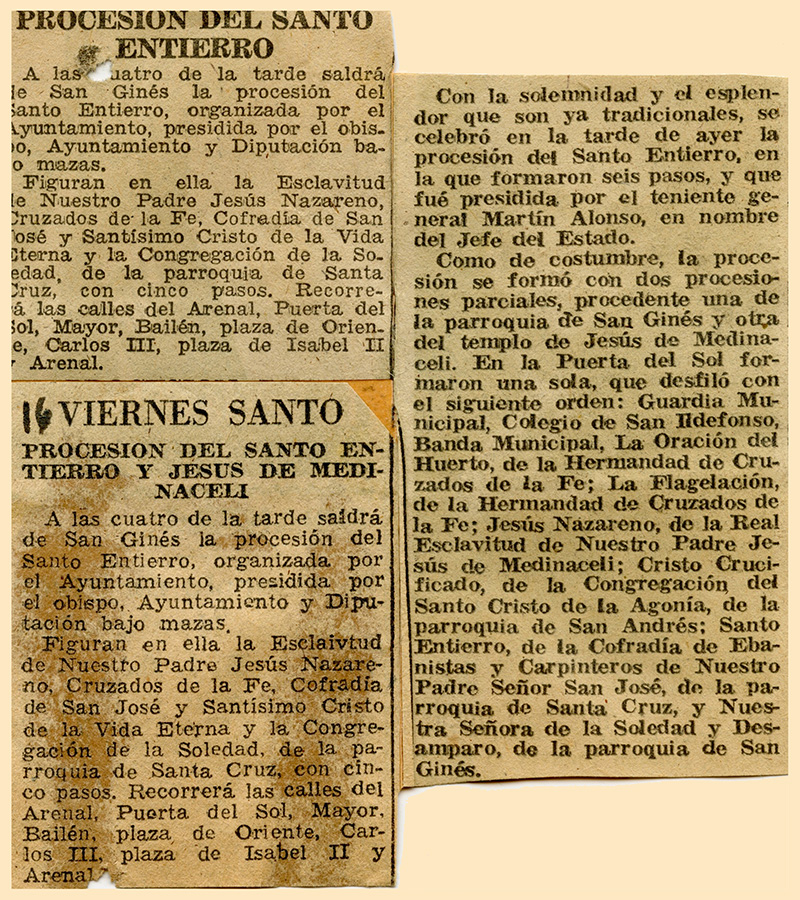 PROCESION DEL SANTO
ENTIERRO
A las uatro de la tarde saldrá
de San Ginés la procesión del
Santo Entierro, organizada por el
Ayuntamiento, presidida por el obis-
po, Ayuntamiento y Diputación ba-
o mazas.
Figuran en ella la Esclavitud
de Nuestro Padre Jesús Nazareno,
Cruzados de la Fe, Cofradía de San
José y Santísimo Cristo de la Vida
Eterna y la Congregación de la So-
edad, de la parroquia de Santa
Cruz, con cinco pasos. Recorre-
á las calles del Arenal, Puerta del
Sol, Mayor, Bailén, plaza de Orien-
e, Carlos III, plaza de Isabel II
y Arenal.
16 VIERNES SANTO
PROCESION DEL SANTO EN-
TIERRO Y JESUS DE MEDI-
NACELI
A las cuatro de la tarde saldrá
de San Ginés la procesión del
Santo Entierro, organizada por
el Ayuntamiento, presidida por
el obispo, Ayuntamiento y Dipu-
tación bajo mazas.
Figuran en ella la Esclaivtud
de Nuestro Padre Jesús Nazare-
no, Cruzados de la Fe, Cofradía
de San José y Santísimo Cristo
de la Vida Eterna y la Congre-
gación de la Soledad, de la pa-
rroquia de Santa Cruz, con cin-
co pasos. Recorrerá las calles del
Arenal, Puerta del Sol, Mayor,
Bailén, plaza de Oriente, Car-
los III, plaza de Isabel II y
Arenal
Con la solemnidad y el esplen-
dor que son ya tradicionales, se
celebró en la tarde de ayer la
procesión del Santo Entierro, en
la que formaron seis pasos, y que
fué presidida por el teniente ge-
neral Martín Alonso, en nombre
del Jefe del Estado.
Como de costumbre, la proce-
sión se formó con dos procesio-
nes parciales, procedente una de
la parroquia de San Ginés y otra
del templo de Jesús de Medina-
celi. En la Puerta del Sol for-
maron una sola, que desfiló con
el siguiente orden: Guardia Mu-
nicipal, Colegio de San Ildefonso,
Banda Municipal, La Oración del
Huerto, de la Hermandad de Cru-
zados de la Fe; La Flagelación,
de la Hermandad de Cruzados de
la Fe; Jesús Nazareno, de la Real
Esclavitud de Nuestro Padre Je-
sús de Medinaceli; Cristo Cruci-
ficado, de la Congregación del
Santo Cristo de la Agonía, de la
parroquia de San Andrés; Santo
Entierro, de la Cofradía de Eba-
nistas y Carpinteros de Nuestro
Padre Señor San José, de la pa-
rroquia de Santa Cruz, y Nues-
tra Señora de la Soledad y Des-
amparo, de la parroquia de San
Ginés.